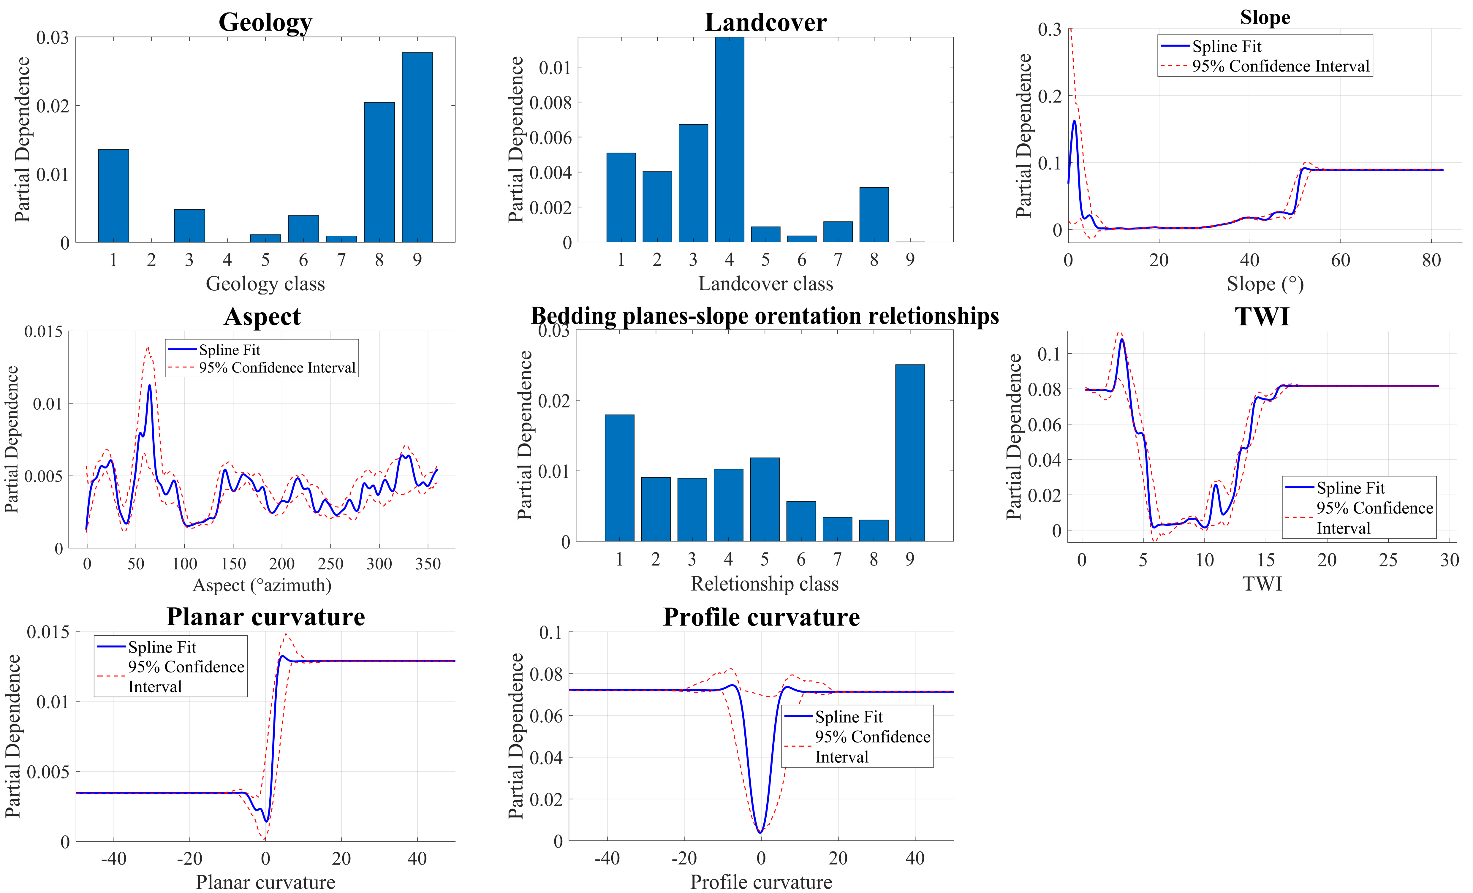 Geology
0.03
0.02
0.01
0
Partial Dependence
1 2 3 4 5 6 7 8 9
Geology class
Landcover
0.01
0.006
0.004
0.002
0
Partial Dependence
1 2 3 4 5 6 7 8 9
Landcover class
Slope
0.3
0.2
0.1
0
Partial Dependence
Spline Fit
95% Confidence Interval
0 20 40 60 80
Slope (°)
Aspect
0.015
0.01
0.005
0
Partial Dependence
Spline Fit
95% Confidence Interval
0 50 100 150 200 250 300 350
Aspect (°azimuth)
Bedding planes-slope orentation reletionships
0.03
0.02
0.01
0
Partial Dependence
1 2 3 4 5 6 7 8 9
Reletionship class
TWI
0.1
0.08
0.06
0.04
0.02
0
Partial Dependence
Spline Fit
95% Confidence
Interval
0 5 10 15 20 25 30
TWI
Planar curvature
0.015
0.01
0.005
0
Partial Dependence
Spline Fit
95% Confidence
Interval
-40 -20 0 20 40
Planar curvature
Profile curvature
0.1
0.08
0.06
0.04
0.02
0
Partial Dependence
Spline Fit
95% Confidence
Interval
-40 -20 0 20 40
Profile curvature